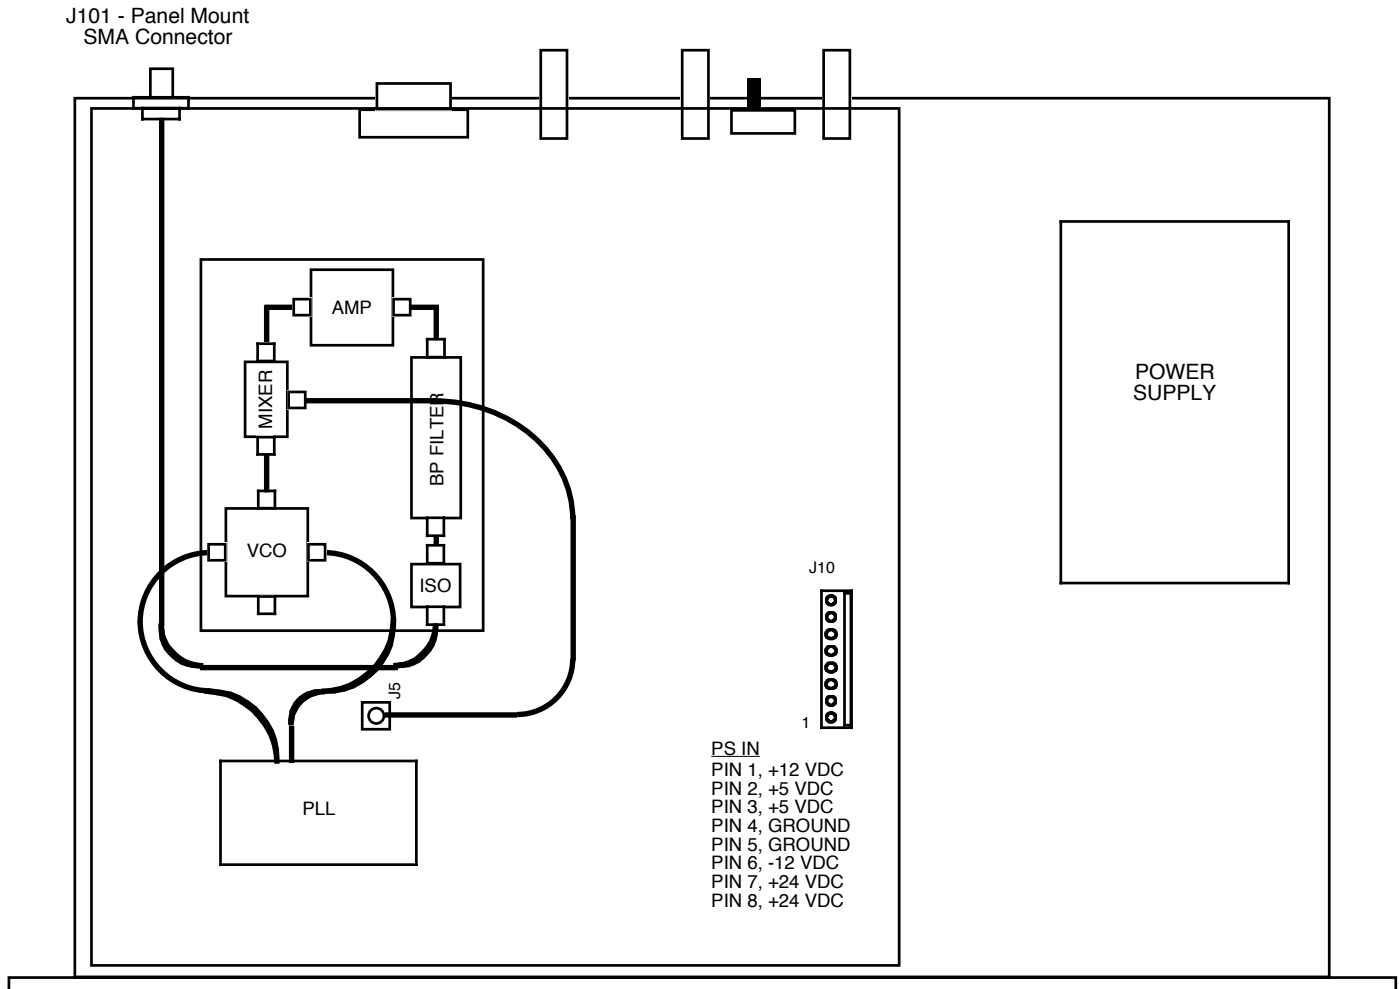 J101 - Panel Mount
SMA Connector
AMP
MIXER
BP FILTER
POWER
SUPPLY
VCO
ISO
J10
J5
1
PS IN
PIN 1, +12 VDC
PIN 2, +5 VDC
PIN 3, +5 VDC
PIN 4, GROUND
PIN 5, GROUND
PIN 6, -12 VDC
PIN 7, +24 VDC
PIN 8, +24 VDC
PLL